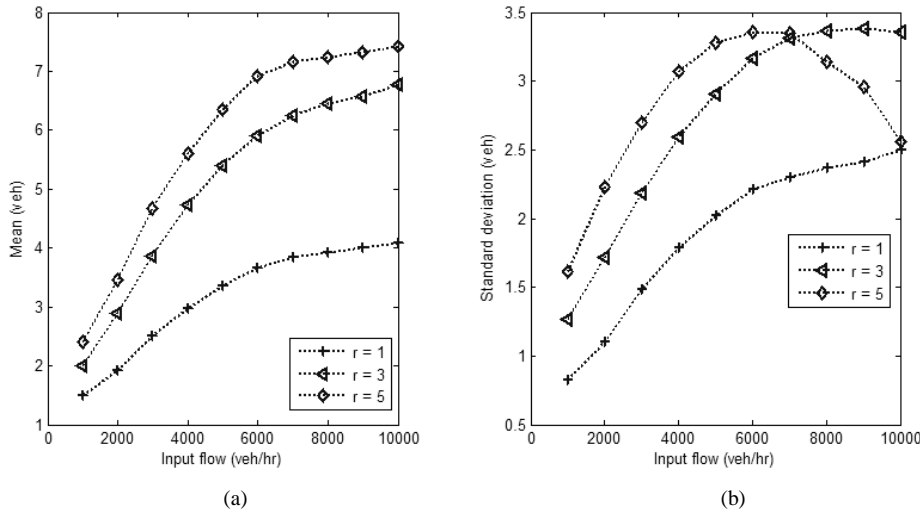 8
7
6
5
4
3
2
1
Mean (veh)
0
2000
4000
6000
8000
10000
Input flow (veh/hr)
r = 1
r = 3
r = 5
(a)
3.5
3
2.5
2
1.5
1
0.5
Standard deviation (veh)
0
2000
4000
6000
8000
10000
Input flow (veh/hr)
r = 1
r = 3
r = 5
(b)